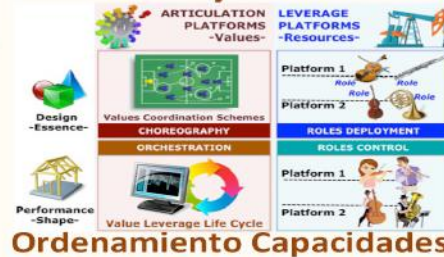 ARTICULATION PLATFORMS -Values-
LEVERAGE PLATFORMS -Resources-
Design -Essence-
Values Coordination Schemes
CHOREOGRAPHY
Platform 1
Role
Role
Role
Platform 2
ROLES DEPLOYMENT
Performance -Shape-
ORCHESTRATION
Value Leverage Life Cycle
ROLES CONTROL
Platform 1
Platform 2
Ordenamiento Capacidades